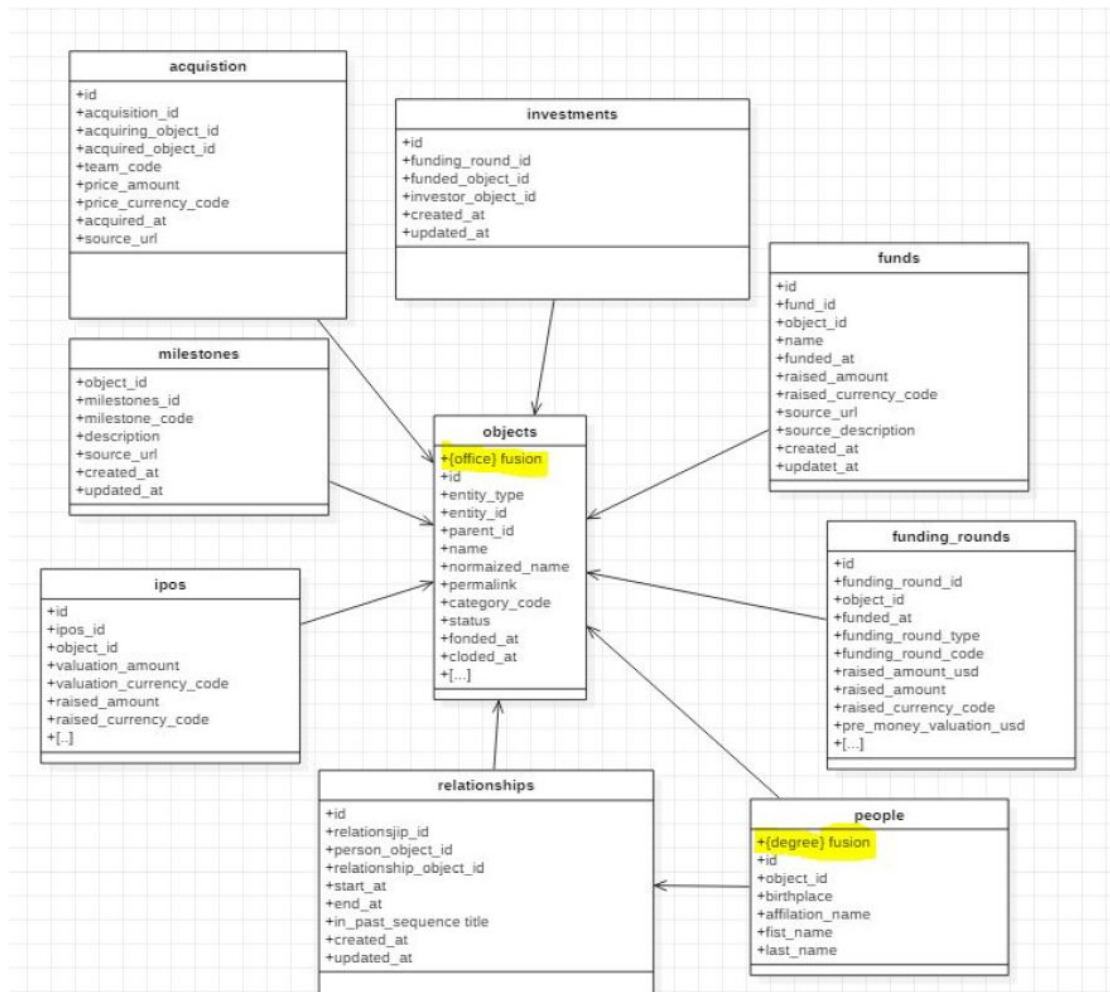 acquistion
+id
+acquisition_id
+acquiring_object_id
+acquired_object_id
+team_code
+price_amount
+price_currency_code
+acquired_at
+source_url
investments
+id
+funding_round_id
+funded_object_id
+investor_object_id
+created_at
+updated_at
funds
+id
+fund_id
+object_id
+name
+funded_at
+raised_amount
+raised_currency_code
+source_url
+source_description
+created_at
+updatet_at
milestones
+object_id
+milestones_id
+milestone_code
+description
+source_url
+created_at
+updated_at
objects
+{office} fusion
+id
+entity_type
+entity_id
+parent_id
+name
+normaized_name
+permalink
+category_code
+status
+fonded_at
+cloded_at
+[...]
funding_rounds
+id
+funding_round_id
+object_id
+funded_at
+funding_round_type
+funding_round_code
+raised_amount_usd
+raised_amount
+raised_currency_code
+pre_money_valuation_usd
+[...]
ipos
+id
+ipos_id
+object_id
+valuation_amount
+valuation_currency_code
+raised_amount
+raised_currency_code
+[..]
relationships
+id
+relationsjip_id
+person_object_id
+relationship_object_id
+start_at
+end_at
+in_past_sequence title
+created_at
+updated_at
people
+{degree} fusion
+id
+object_id
+birthplace
+affilation_name
+fist_name
+last_name